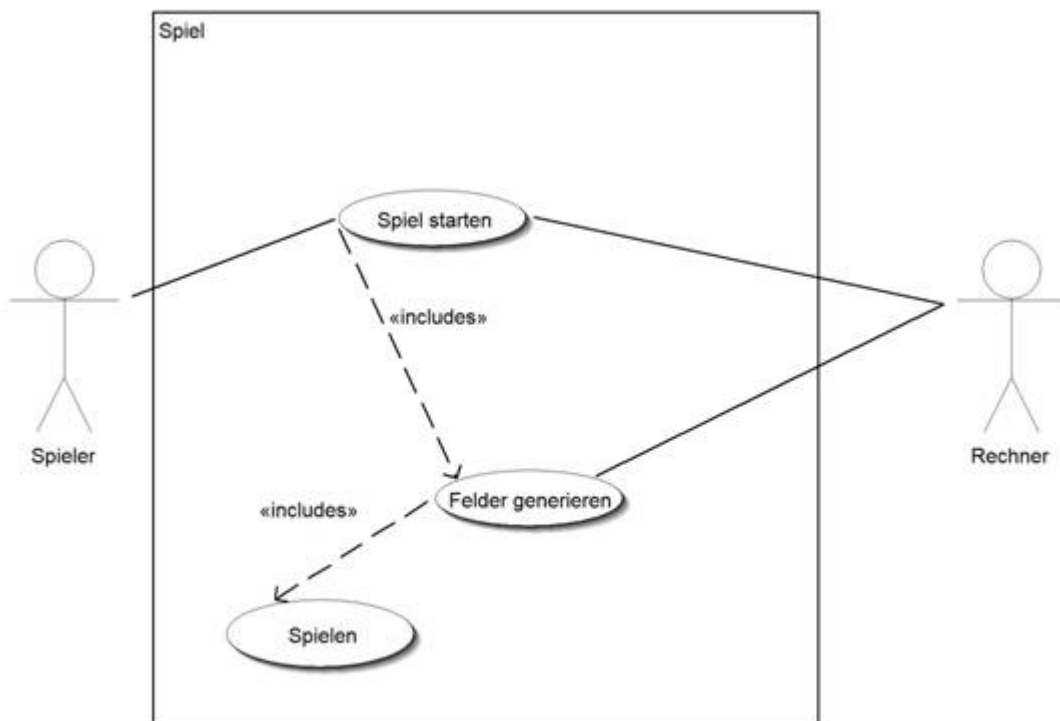 Spiel
Spiel starten
«includes»
Spieler
Rechner
Felder generieren
«includes»
Spielen